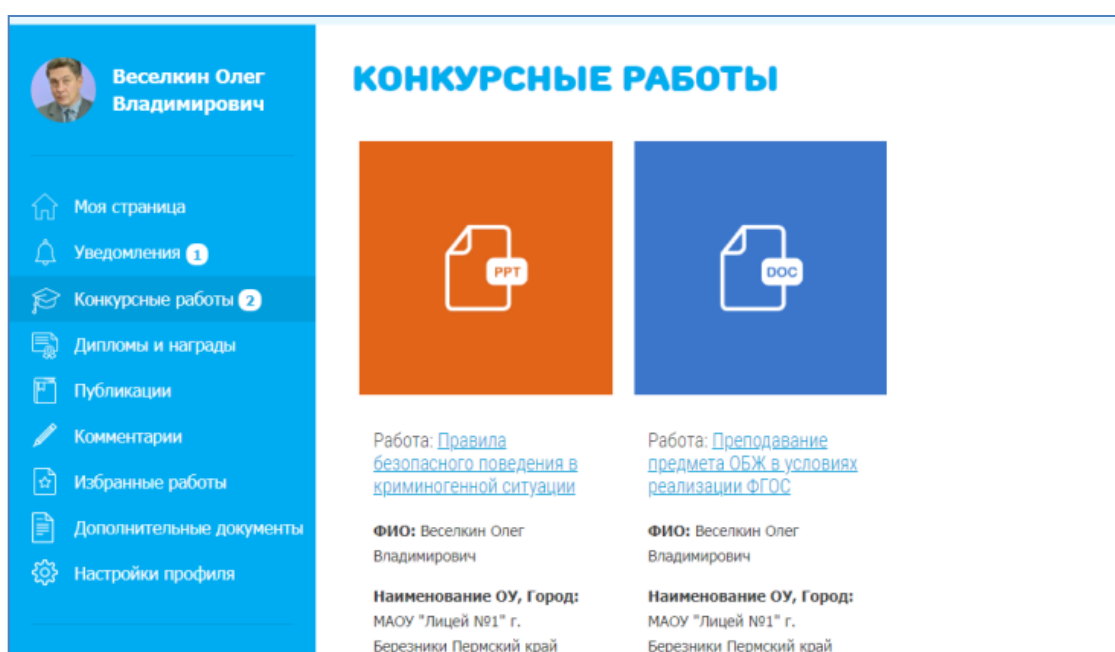 Веселкин Олег
Владимирович
Моя страница
Уведомления 1
Конкурсные работы 2
Дипломы и награды
Публикации
Комментарии
Избранные работы
Дополнительные документы
Настройки профиля
КОНКУРСНЫЕ РАБОТЫ
PPT
Работа: Правила
безопасного поведения в
криминогенной ситуации
ФИО: Веселкин Олег
Владимирович
Наименование ОУ, Город:
МАОУ "Лицей №1" г.
Березники Пермский край
DOC
Работа: Преподавание
предмета ОБЖ в условиях
реализации ФГОС
ФИО: Веселкин Олег
Владимирович
Наименование ОУ, Город:
МАОУ "Лицей №1" г.
Березники Пермский край